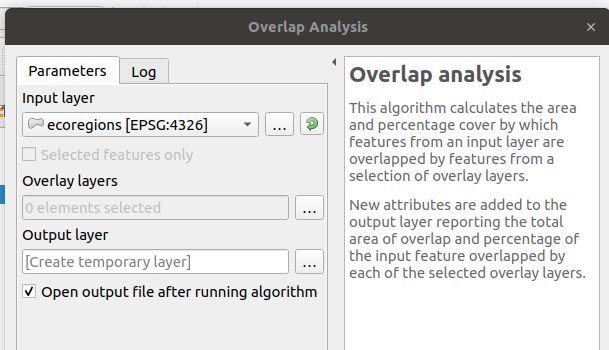 Overlap Analysis
×
Parameters
Log
Input layer
ecoregions [EPSG:4326]
...
Selected features only
Overlay layers
0 elements selected
...
Output layer
[Create temporary layer]
...
Open output file after running algorithm
Overlap analysis
This algorithm calculates the area
and percentage cover by which
features from an input layer are
overlapped by features from a
selection of overlay layers.
New attributes are added to the
output layer reporting the total
area of overlap and percentage of
the input feature overlapped by
each of the selected overlay layers.